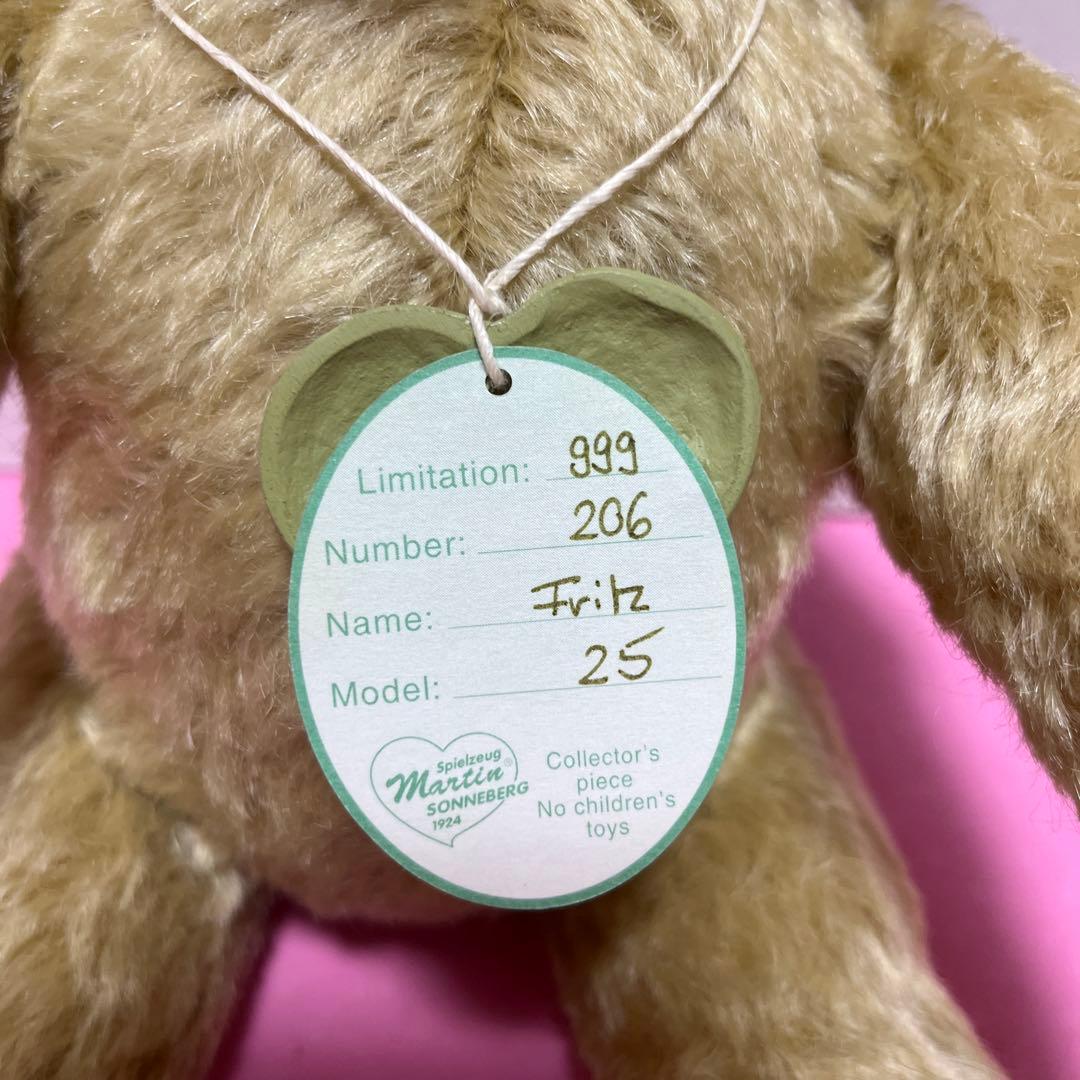 Limitation: 999
Number: 206
Name: Fritz
Model: 25
Spielzeug
Martin®
SONNEBERG
1924
Collector's
piece
No children's
toys